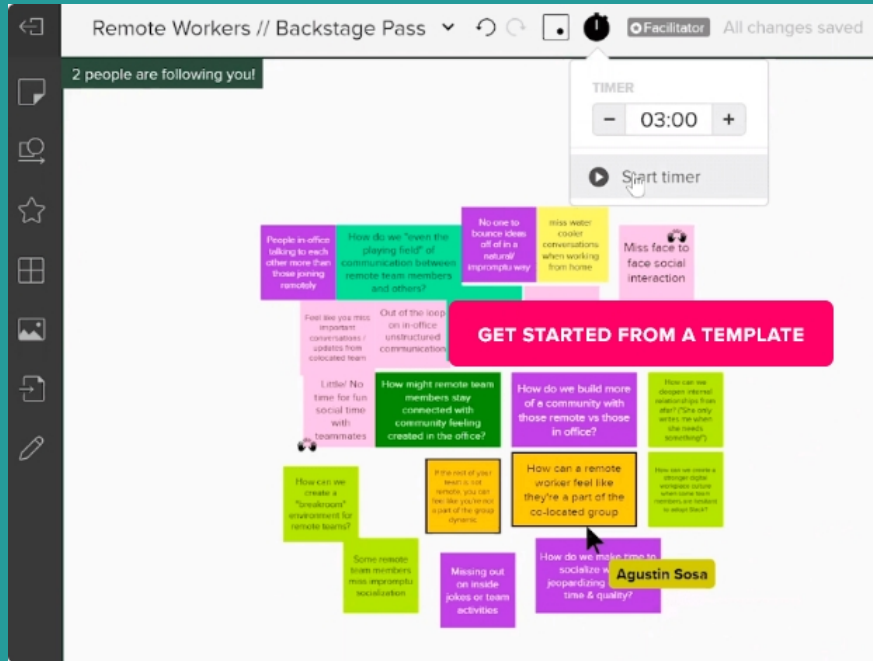 Remote Workers // Backstage Pass
Facilitator
All changes saved
2 people are following you!
TIMER
- 03:00 +
Start timer
People in-office
talking to each
other more than
those joining
remotely
How do we "even the
playing field" of
communication between
remote team members
and others?
No one to
bounce ideas
off of in a
natural/
impromptu way
miss water
cooler
conversations
when working
from home
Miss face to
face social
interaction
Feel like you miss
important
conversations /
updates from
colocated team
Out of the loop
on in-office
unstructured
communication
GET STARTED FROM A TEMPLATE
Little/ No
time for fun
social time
with
teammates
How might remote team
members stay
connected with
community feeling
created in the office?
How do we build more
of a community with
those remote vs those
in office?
How can we
deepen internal
relationships from
afar? ("She only
writes me when
she needs
something")
How can we
create a
"breakroom"
environment for
remote teams?
If the rest of your
team is not
remote, you can
feel like you're not
a part of the group
dynamic
How can a remote
worker feel like
they're a part of the
co-located group
How can we create a
stronger digital
workplace culture
when some team
members are hesitant
to adopt Slack?
Some remote
team members
miss impromptu
socialization
Missing out
on inside
jokes or team
activities
How do we make time to
socialize w
jeopardizing
time & quality?
Agustin Sosa